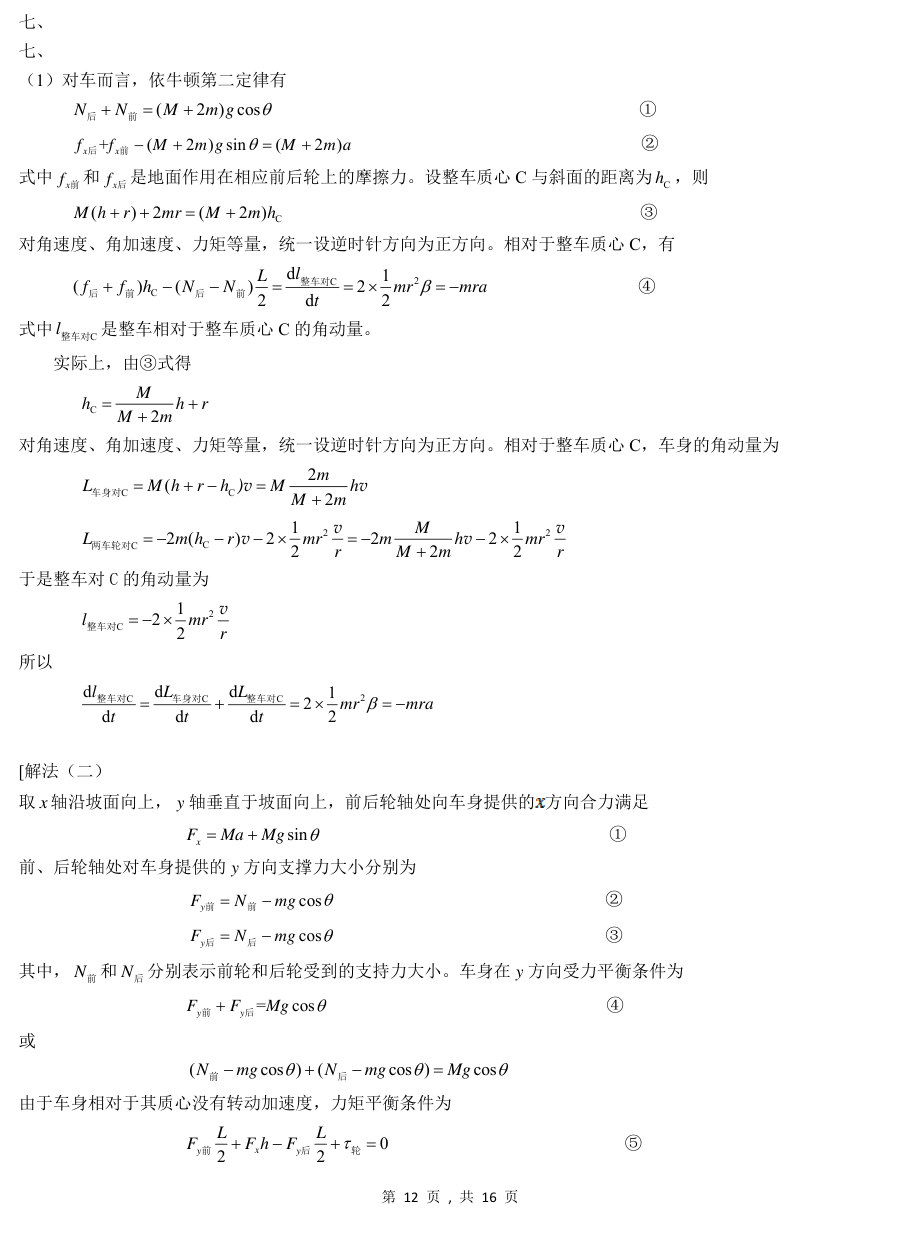 七、
七、
（1）对车而言，依牛顿第二定律有
N后 + N前 = (M + 2m)g cosθ ①
fx后+fx前 − (M + 2m)g sinθ = (M + 2m)a ②
式中 fx前 和 fx后 是地面作用在相应前后轮上的摩擦力。设整车质心 C 与斜面的距离为 hC，则
M(h + r) + 2mr = (M + 2m)hC ③
对角速度、角加速度、力矩等量，统一设逆时针方向为正方向。相对于整车质心 C，有
(f后 + f前)hC − (N后 − N前) L/2 = dl整车对C/dt = 2 × 1/2 mr²β = −mra ④
式中 l整车对C 是整车相对于整车质心 C 的角动量。
实际上，由③式得
hC = M/(M + 2m) h + r
对角速度、角加速度、力矩等量，统一设逆时针方向为正方向。相对于整车质心 C，车身的角动量为
L车身对C = M(h + r − hC)v = M 2m/(M + 2m) hv
L两车轮对C = −2m(hC − r)v − 2 × 1/2 mr² v/r = −2m M/(M + 2m) hv − 2 × 1/2 mr² v/r
于是整车对 C 的角动量为
l整车对C = −2 × 1/2 mr² v/r
所以
dl整车对C/dt = dL车身对C/dt + dL整车对C/dt = 2 × 1/2 mr²β = −mra
[解法（二）
取 x 轴沿坡面向上， y 轴垂直于坡面向上，前后轮轴处向车身提供的x方向合力满足
Fx = Ma + Mg sinθ ①
前、后轮轴处对车身提供的 y 方向支撑力大小分别为
Fy前 = N前 − mg cosθ ②
Fy后 = N后 − mg cosθ ③
其中， N前 和 N后 分别表示前轮和后轮受到的支持力大小。车身在 y 方向受力平衡条件为
Fy前 + Fy后 =Mg cosθ ④
或
(N前 − mg cosθ) + (N后 − mg cosθ) = Mg cosθ
由于车身相对于其质心没有转动加速度，力矩平衡条件为
Fy前 L/2 + Fxh − Fy后 L/2 + τ轮 = 0 ⑤
第 12 页 , 共 16 页